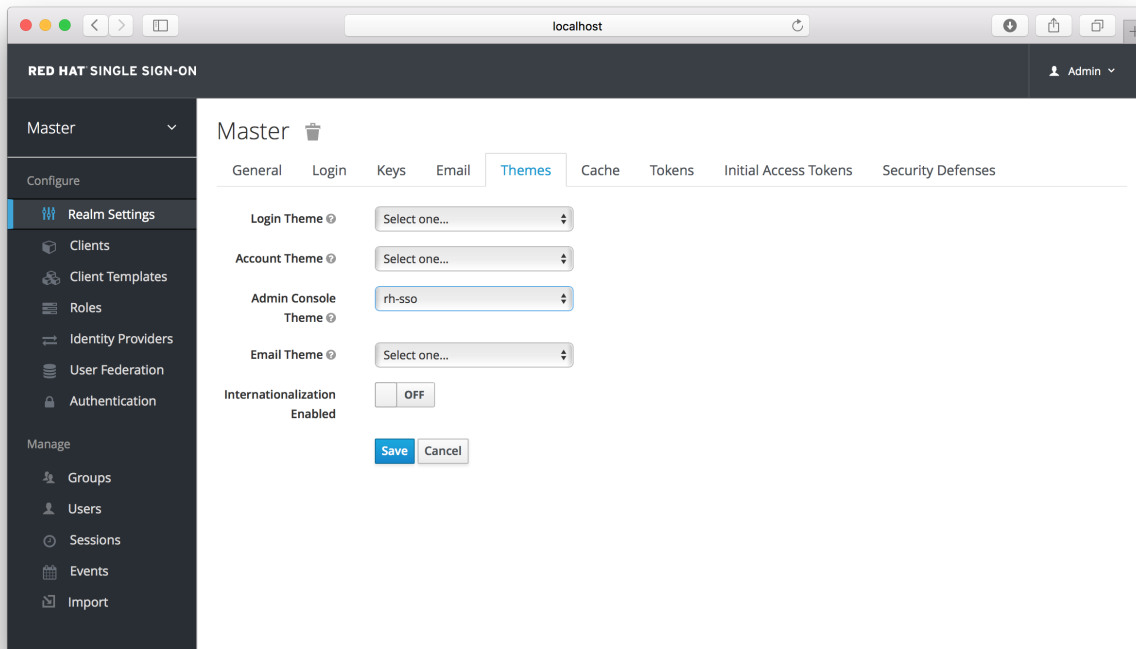 localhost
RED HAT SINGLE SIGN-ON
Admin
Master
Configure
Realm Settings
Clients
Client Templates
Roles
Identity Providers
User Federation
Authentication
Manage
Groups
Users
Sessions
Events
Import
Master
General Login Keys Email Themes Cache Tokens Initial Access Tokens Security Defenses
Login Theme ? Select one...
Account Theme ? Select one...
Admin Console
Theme ? rh-sso
Email Theme ? Select one...
Internationalization
Enabled OFF
Save Cancel